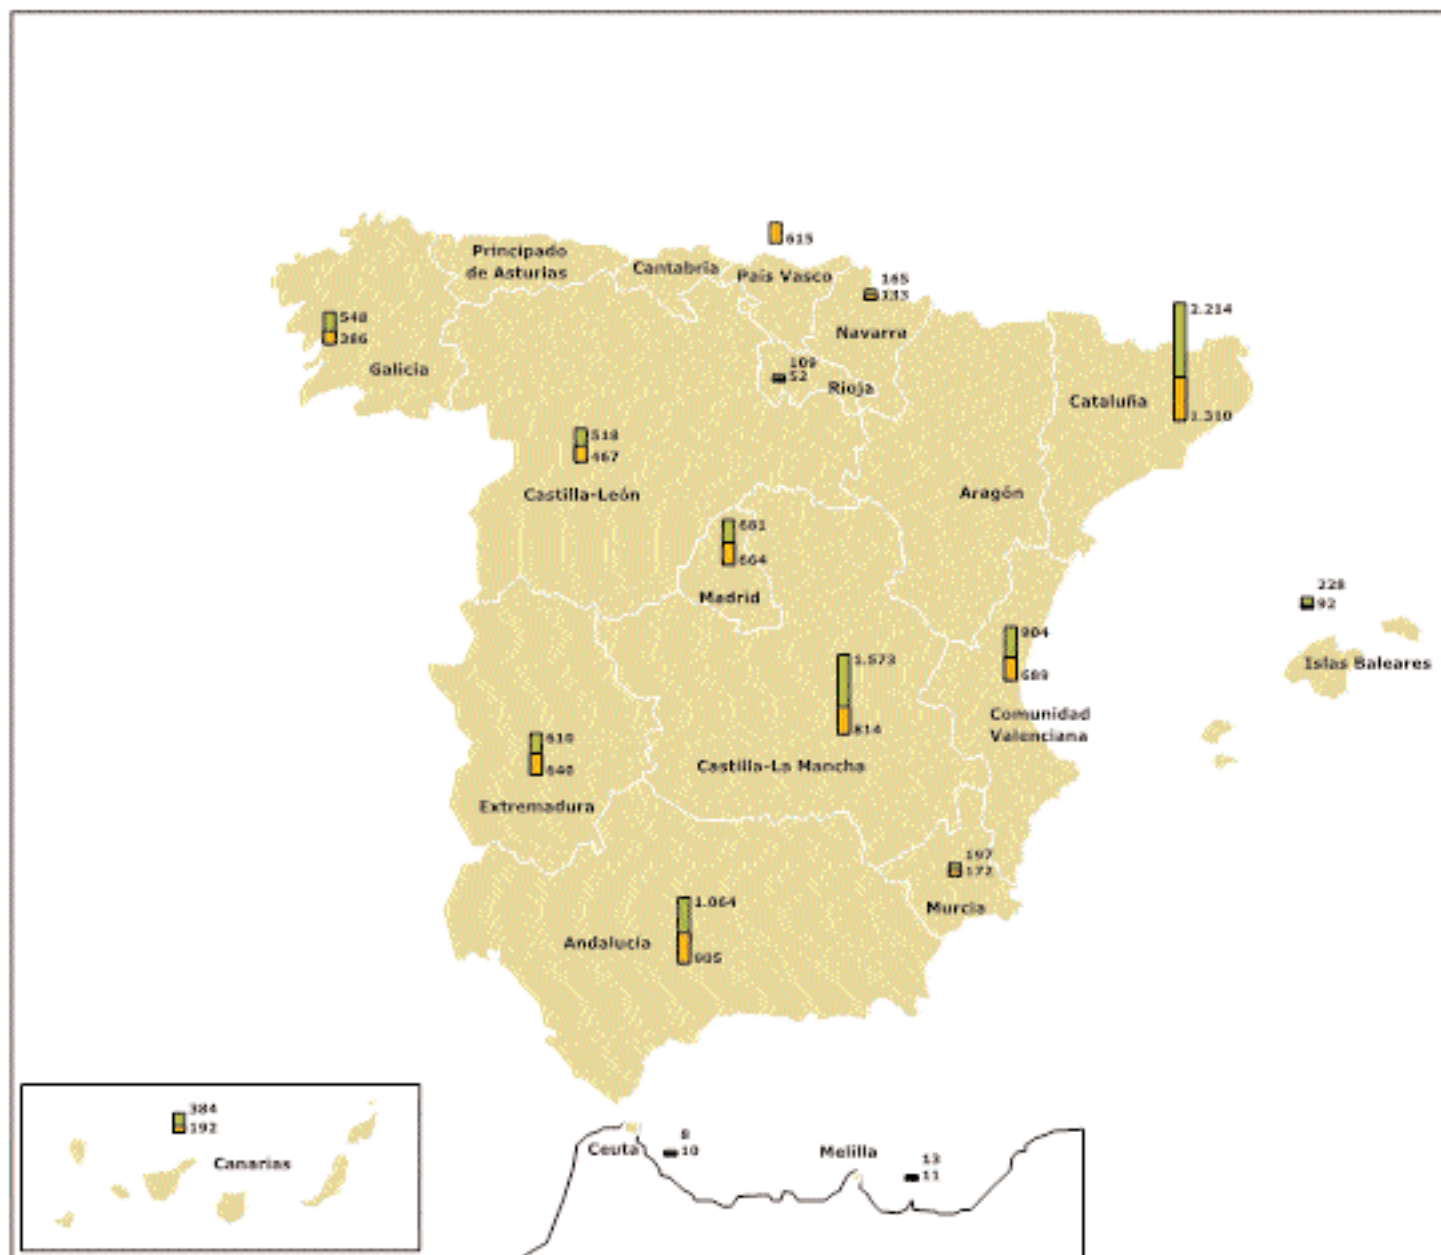 615
Principado
de Asturias
Cantabria
País Vasco
165
133
Navarra
548
386
Galicia
109
52
Rioja
2.214
1.310
Cataluña
518
467
Castilla-León
Aragón
681
664
Madrid
228
92
Islas Baleares
904
689
Comunidad
Valenciana
1.573
814
Castilla-La Mancha
610
640
Extremadura
197
172
Murcia
1.064
905
Andalucía
384
192
Canarias
Ceuta
8
10
Melilla
13
11